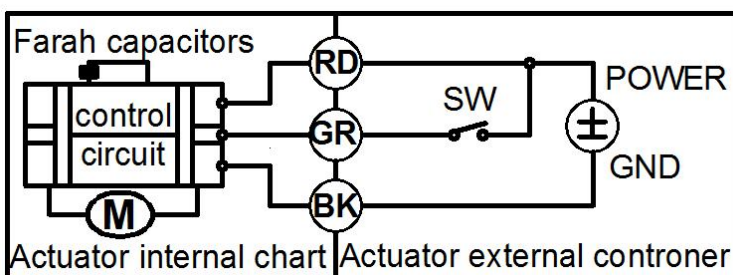 Farah capacitors
RD
POWER
control
SW
GR
±
circuit
GND
M
BK
Actuator internal chart
Actuator external controner